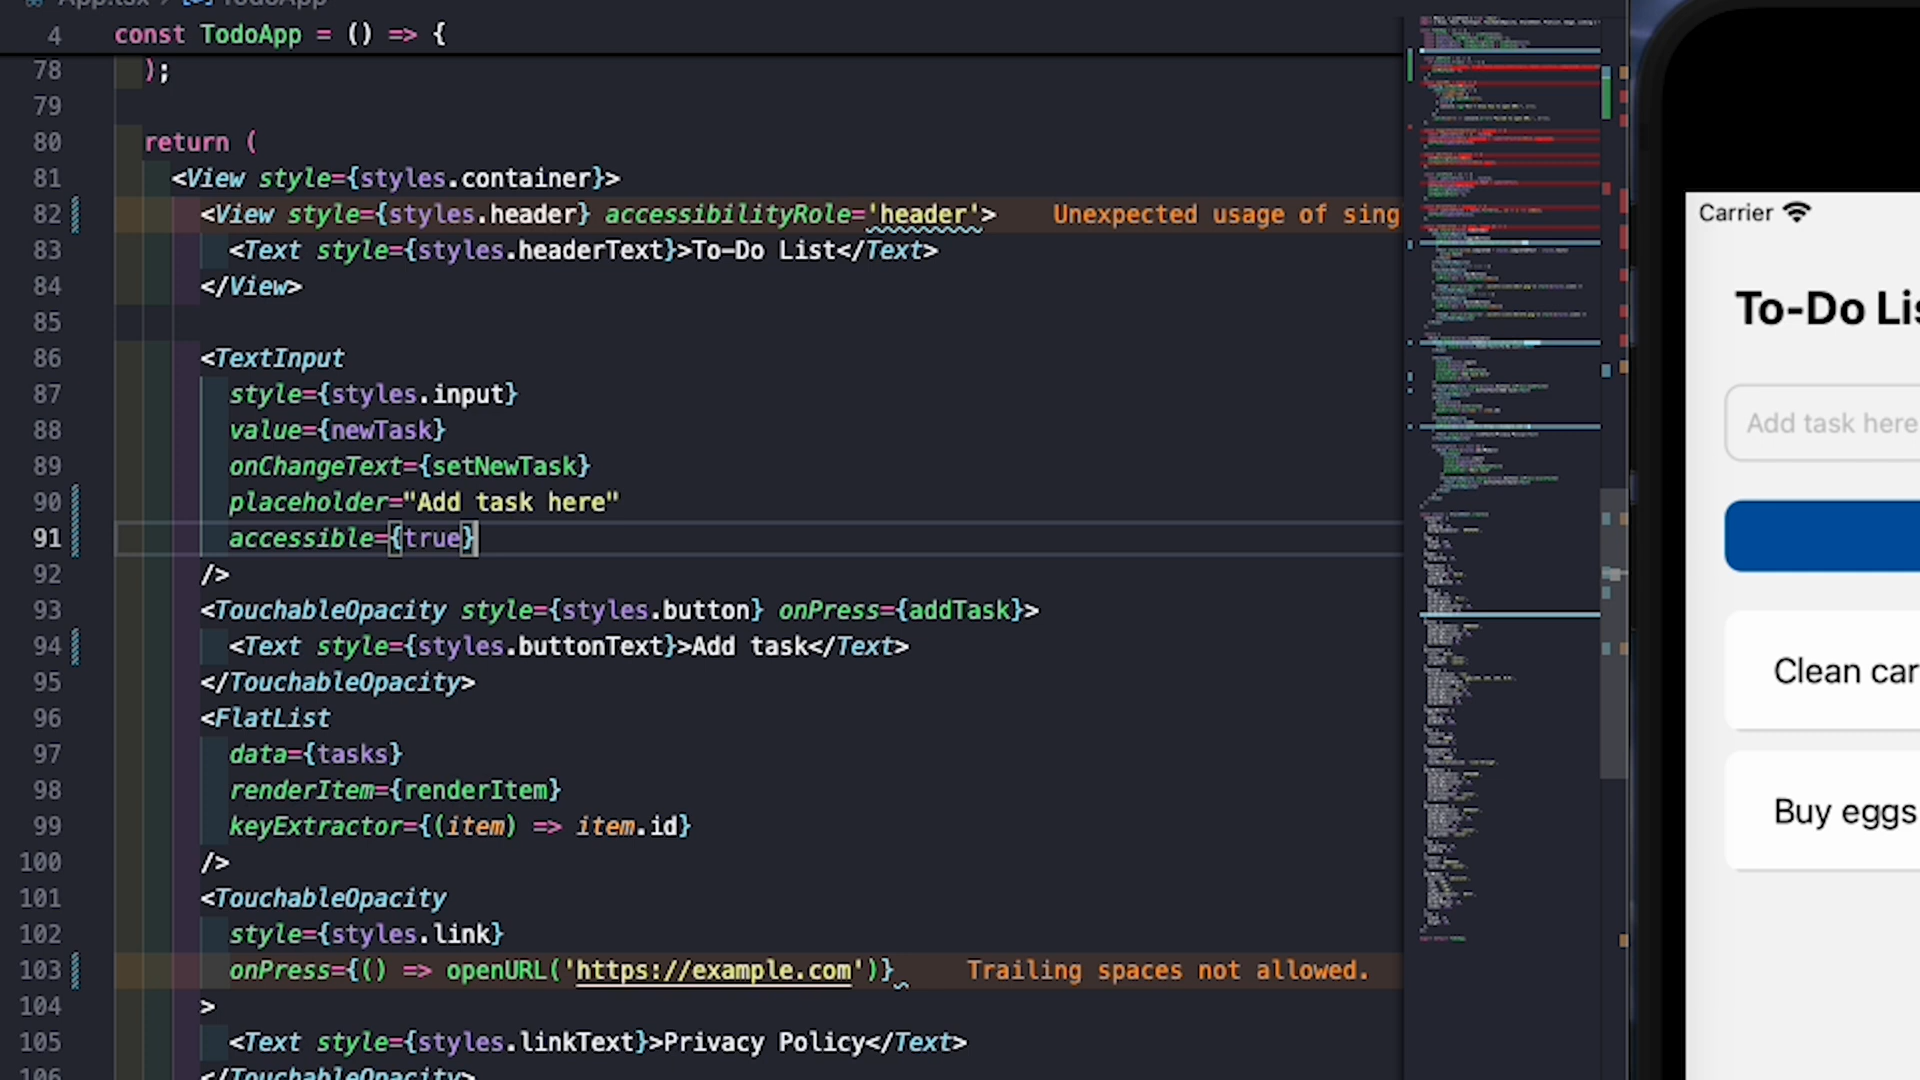 App.tsx TodoApp
4 const TodoApp = () => {
78 );
79
80 return (
81 <View style={styles.container}>
82 <View style={styles.header} accessibilityRole='header'> Unexpected usage of sing
83 <Text style={styles.headerText}>To-Do List</Text>
84 </View>
85
86 <TextInput
87 style={styles.input}
88 value={newTask}
89 onChangeText={setNewTask}
90 placeholder="Add task here"
91 accessible={true}
92 />
93 <TouchableOpacity style={styles.button} onPress={addTask}>
94 <Text style={styles.buttonText}>Add task</Text>
95 </TouchableOpacity>
96 <FlatList
97 data={tasks}
98 renderItem={renderItem}
99 keyExtractor={(item) => item.id}
100 />
101 <TouchableOpacity
102 style={styles.link}
103 onPress={() => openURL('https://example.com')} Trailing spaces not allowed.
104 >
105 <Text style={styles.linkText}>Privacy Policy</Text>
106 </TouchableOpacity>
Carrier
To-Do Lis
Add task here
Clean car
Buy eggs